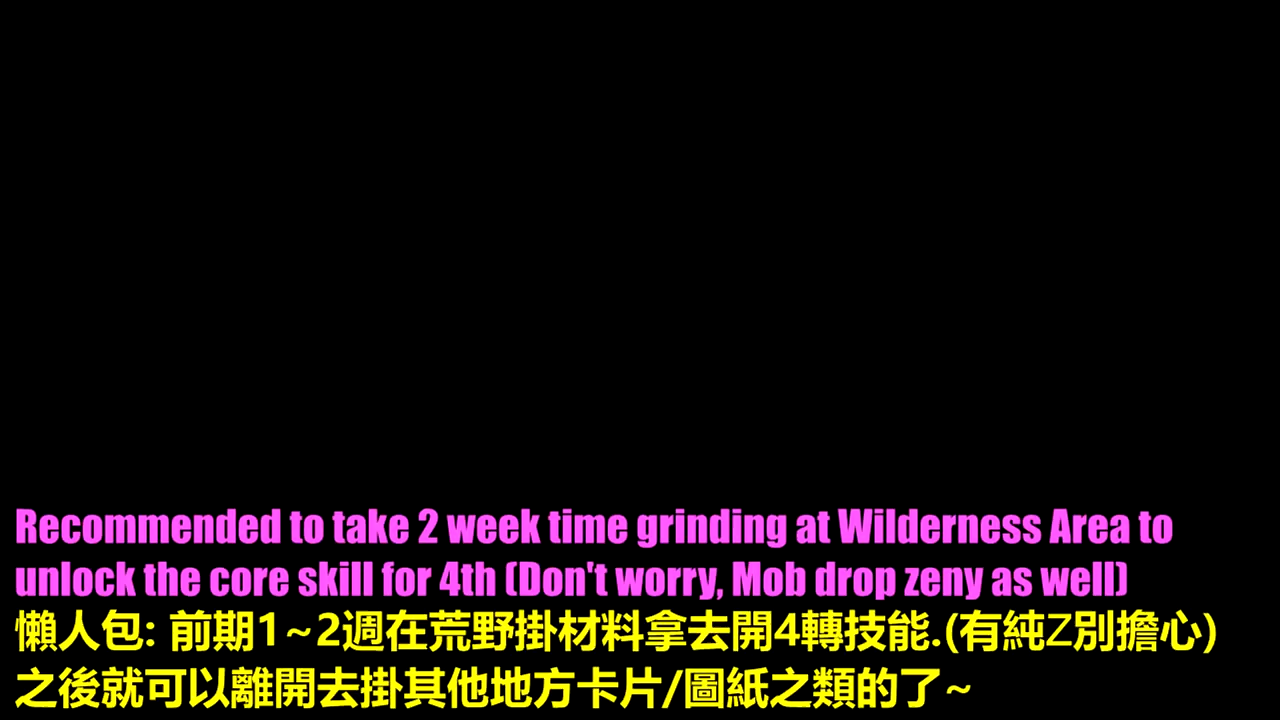 Recommended to take 2 week time grinding at Wilderness Area to
unlock the core skill for 4th (Don't worry, Mob drop zeny as well)
懶人包: 前期1~2週在荒野掛材料拿去開4轉技能.(有純Z別擔心)
之後就可以離開去掛其他地方卡片/圖紙之類的了~